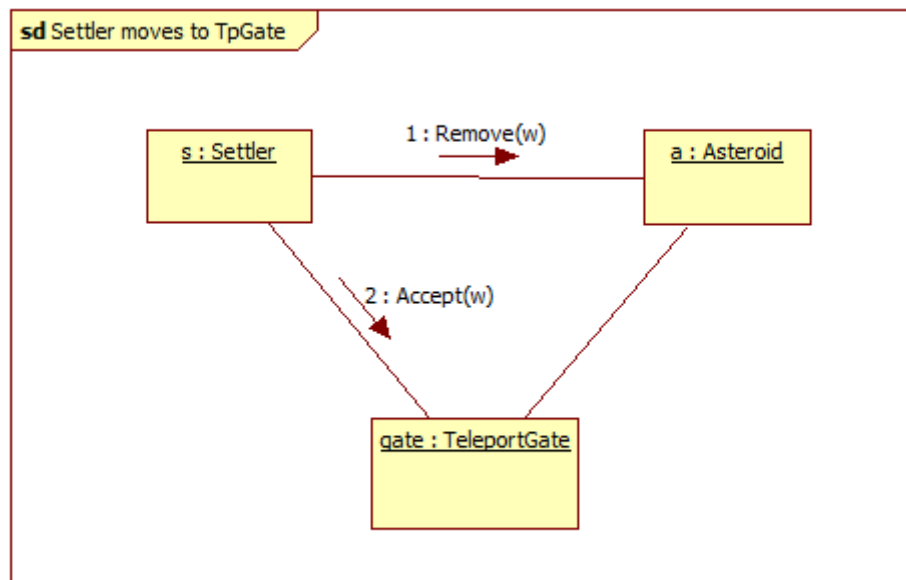 sd Settler moves to TpGate
1 : Remove(w)
s : Settler
a : Asteroid
2 : Accept(w)
gate : TeleportGate